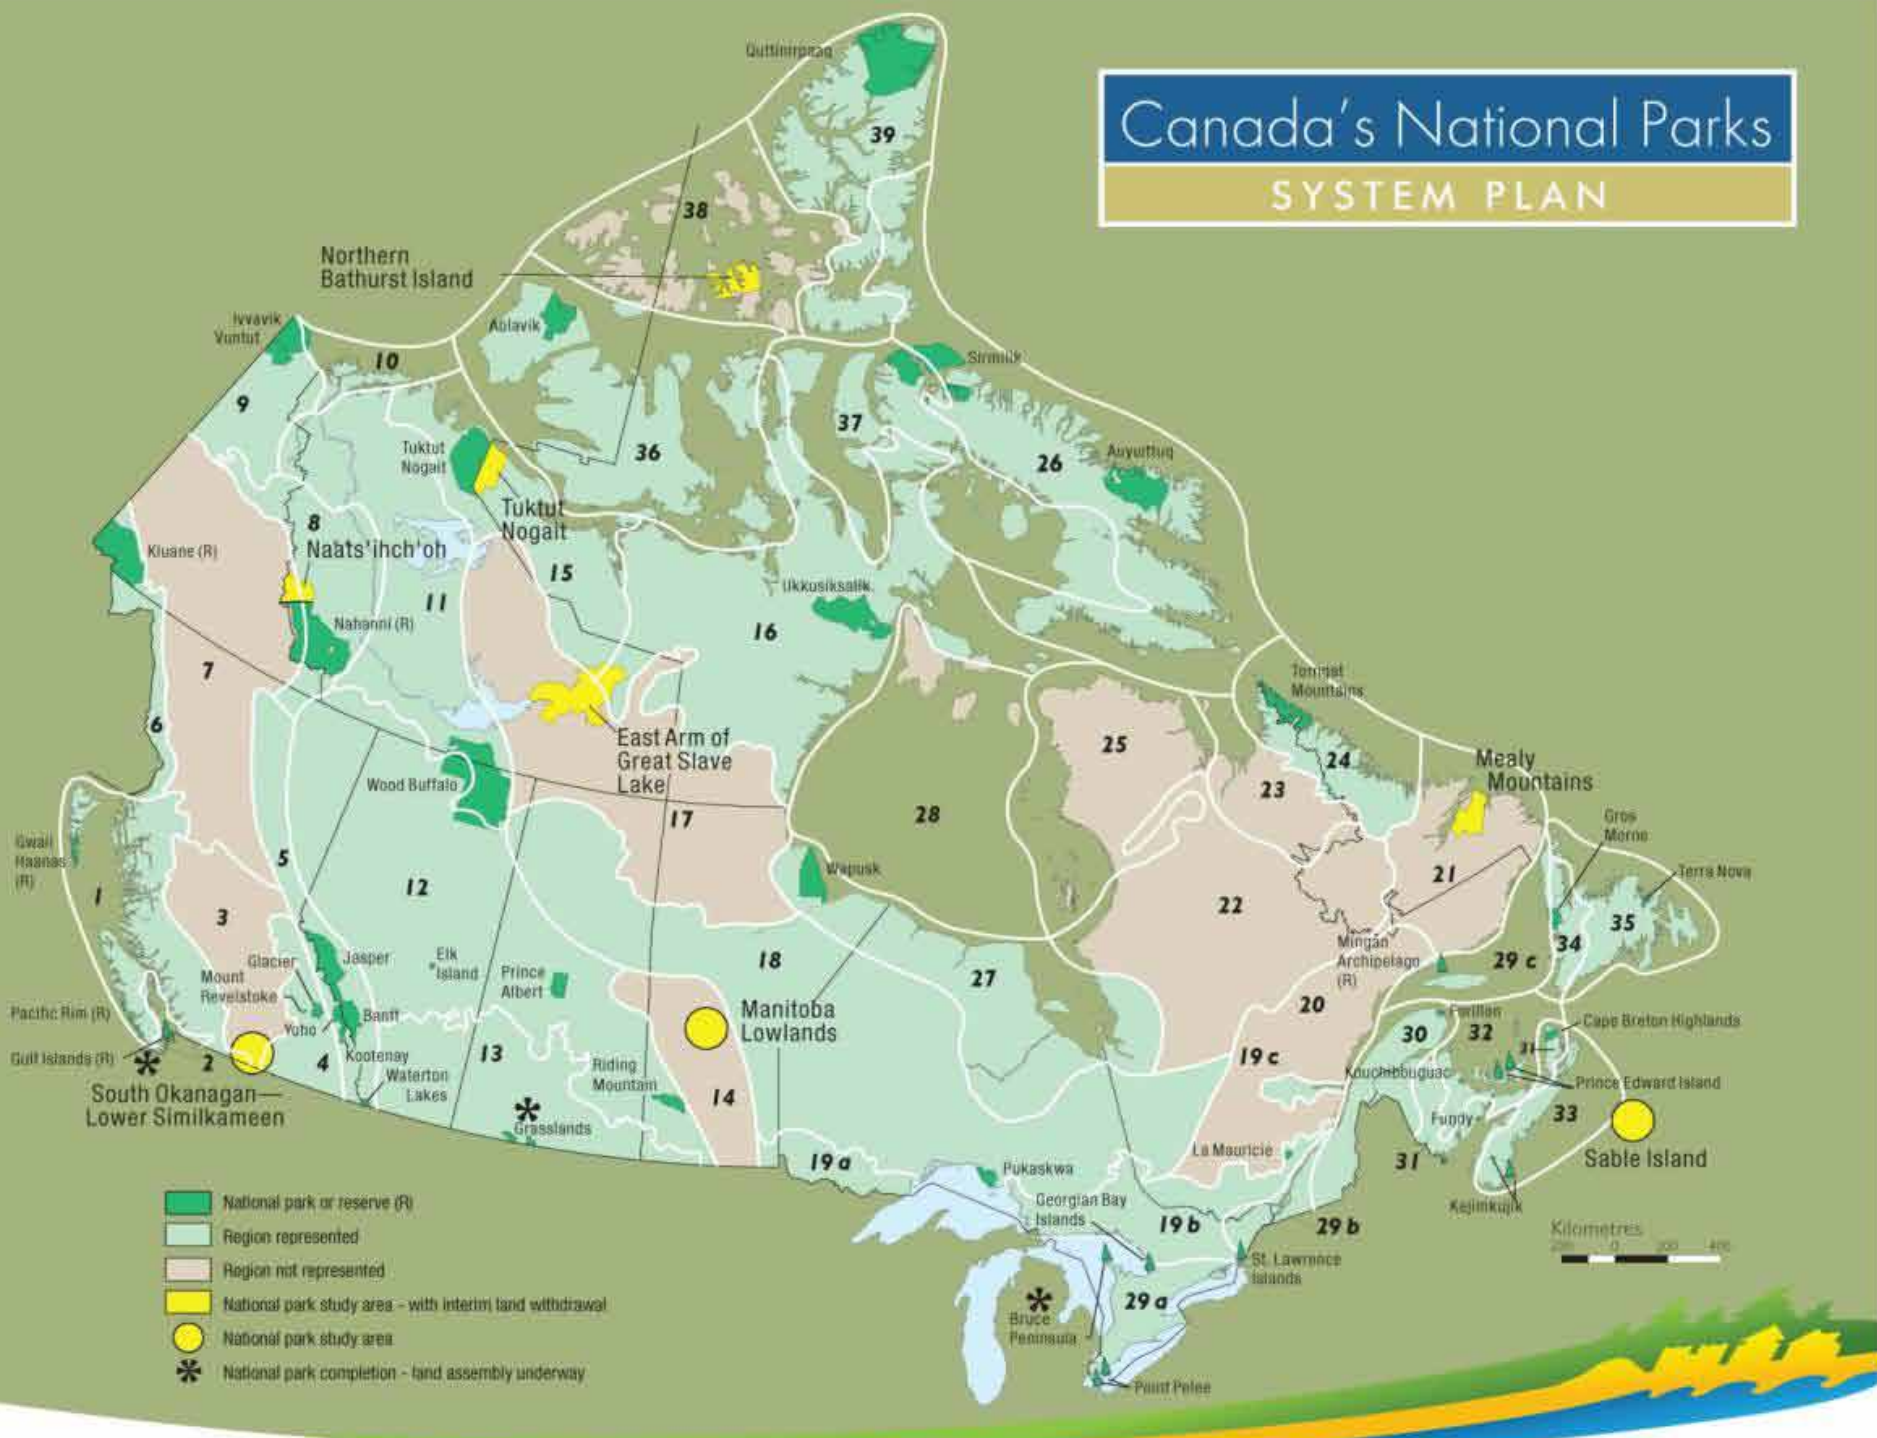 Canada's National Parks
SYSTEM PLAN
Quttinirpaaq
39
38
Northern
Bathurst Island
Ivvavik
Vuntut
Aulavik
10
Sirmilik
9
37
Tuktut
Nogait
36
26
Auyuittuq
Tuktut
Nogait
8
Naats'ihch'oh
Kluane (R)
15
11
Ukkusiksalik
16
Nahanni (R)
7
6
Torngat
Mountains
East Arm of
Great Slave
Lake
25
24
Mealy
Mountains
23
Wood Buffalo
17
28
Gros
Morne
Gwaii
Haanas
(R)
5
12
Wapusk
21
Terra Nova
1
3
22
35
34
Mingan
Archipelago
(R)
29 c
Glacier
Jasper
Elk
Island
Prince
Albert
18
27
Mount
Revelstoke
Manitoba
Lowlands
20
Pacific Rim (R)
Yoho
Banff
Forillon
30
32
Cape Breton Highlands
31
Gulf Islands (R)
2
4
Kootenay
13
Riding
Mountain
19 c
Kouchibouguac
Waterton
Lakes
Prince Edward Island
South Okanagan—
Lower Similkameen
14
Grasslands
Fundy
33
La Mauricie
31
Sable Island
19 a
Pukaskwa
Kejimkujik
Georgian Bay
Islands
19 b
29 b
St. Lawrence
Islands
29 a
Bruce
Peninsula
Point Pelee
Kilometres
200 0 200 400
National park or reserve (R)
Region represented
Region not represented
National park study area - with interim land withdrawal
National park study area
National park completion - land assembly underway